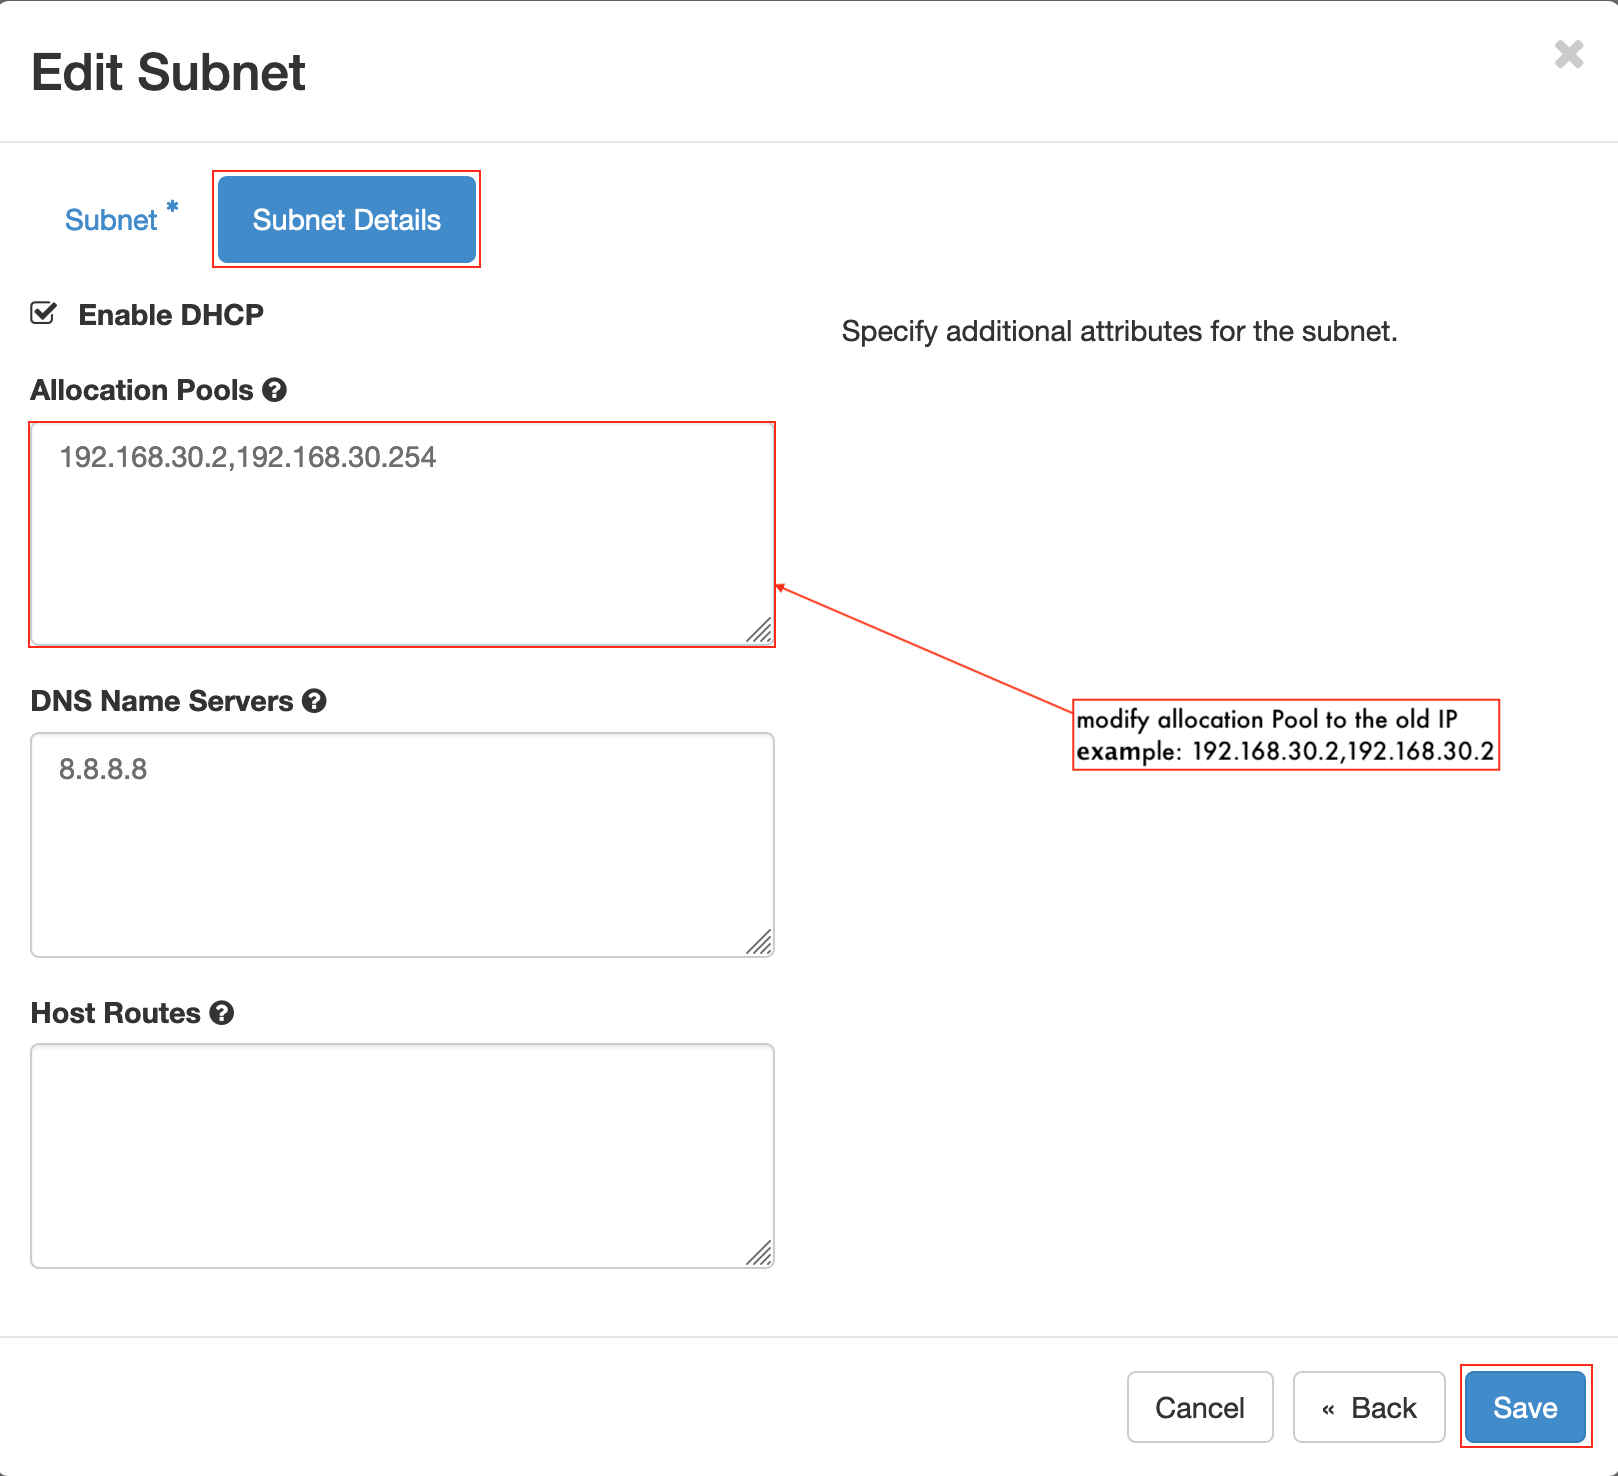 Edit Subnet
Subnet *
Subnet Details
Enable DHCP
Specify additional attributes for the subnet.
Allocation Pools
192.168.30.2,192.168.30.254
modify allocation Pool to the old IP
example: 192.168.30.2,192.168.30.2
DNS Name Servers
8.8.8.8
Host Routes
Cancel
« Back
Save